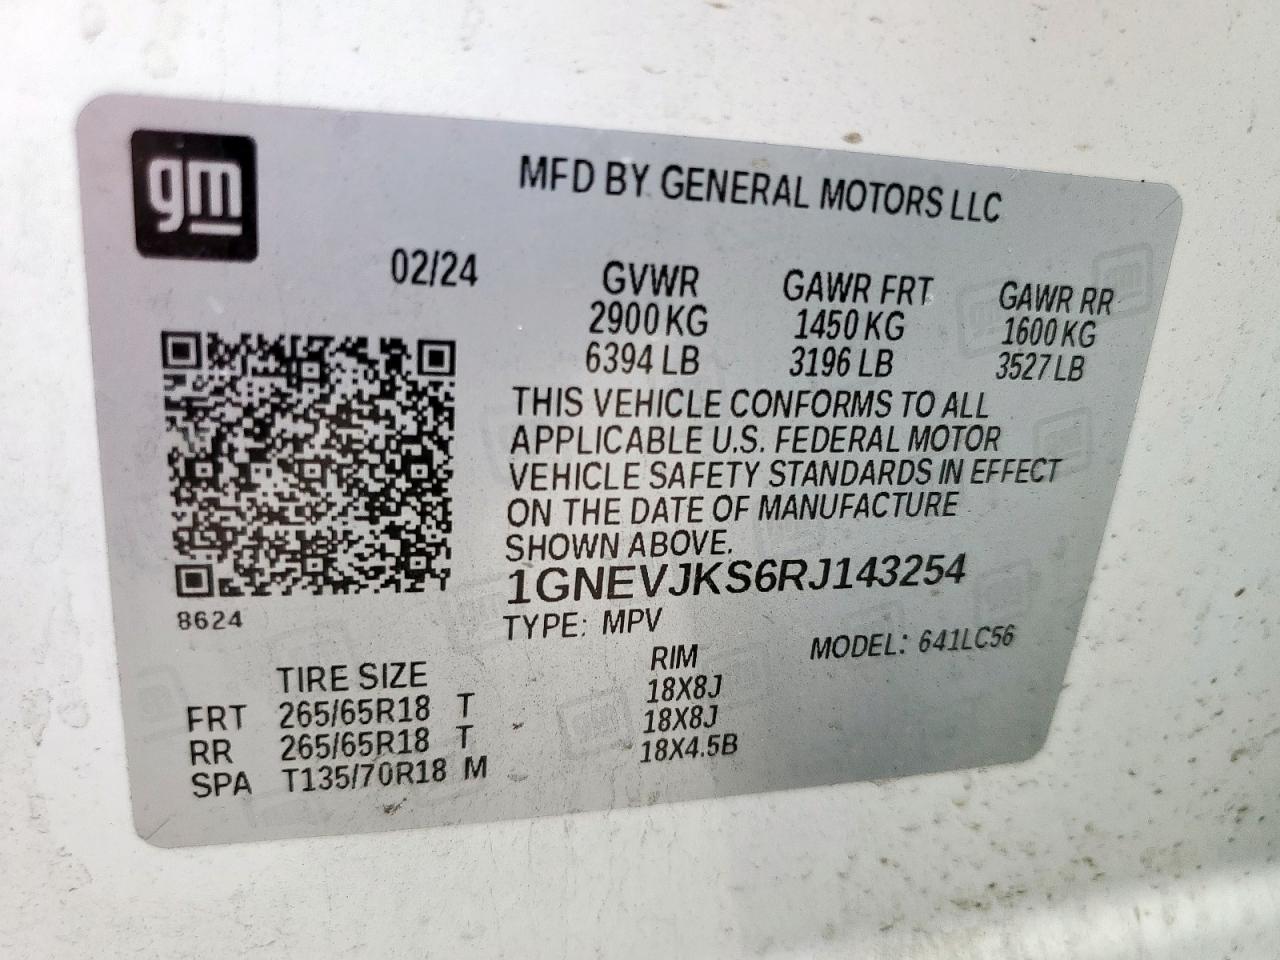 gm
MFD BY GENERAL MOTORS LLC
02/24
GVWR GAWR FRT GAWR RR
2900 KG 1450 KG 1600 KG
6394 LB 3196 LB 3527 LB
THIS VEHICLE CONFORMS TO ALL
APPLICABLE U.S. FEDERAL MOTOR
VEHICLE SAFETY STANDARDS IN EFFECT
ON THE DATE OF MANUFACTURE
SHOWN ABOVE.
1GNEVJKS6RJ143254
8624
TYPE: MPV MODEL: 641LC56
TIRE SIZE RIM
FRT 265/65R18 T 18X8J
RR 265/65R18 T 18X8J
SPA T135/70R18 M 18X4.5B